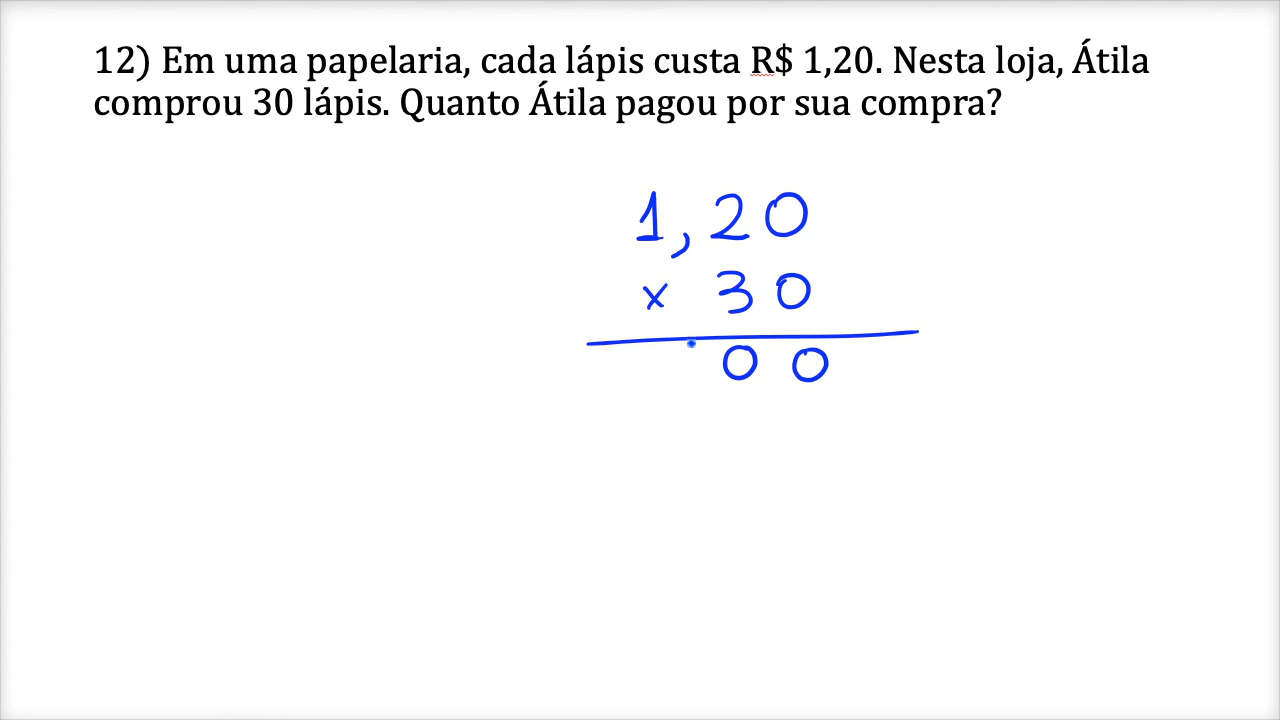 12) Em uma papelaria, cada lápis custa R$ 1,20. Nesta loja, Átila
comprou 30 lápis. Quanto Átila pagou por sua compra?
1,20
x 30
00